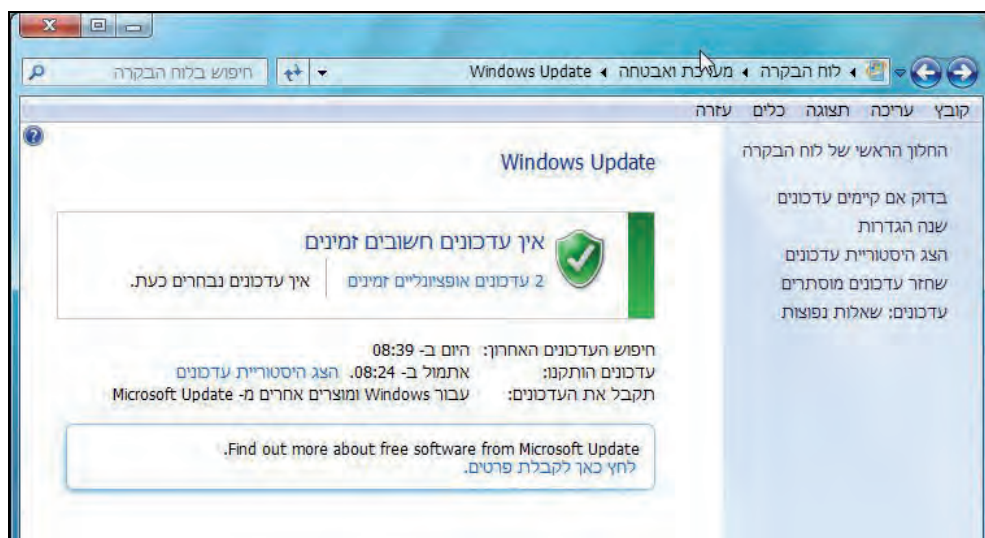 לוח הבקרה ◂ מערכת ואבטחה ◂ Windows Update
חיפוש בלוח הבקרה
קובץ עריכה תצוגה כלים עזרה
החלון הראשי של לוח הבקרה
בדוק אם קיימים עדכונים
שנה הגדרות
הצג היסטוריית עדכונים
שחזר עדכונים מוסתרים
עדכונים: שאלות נפוצות
Windows Update
אין עדכונים חשובים זמינים
2 עדכונים אופציונליים זמינים
אין עדכונים נבחרים כעת.
חיפוש העדכונים האחרון: היום ב- 08:39
עדכונים הותקנו: אתמול ב- 08:24. הצג היסטוריית עדכונים
תקבל את העדכונים: עבור Windows ומוצרים אחרים מ- Microsoft Update
.Find out more about free software from Microsoft Update
לחץ כאן לקבלת פרטים.